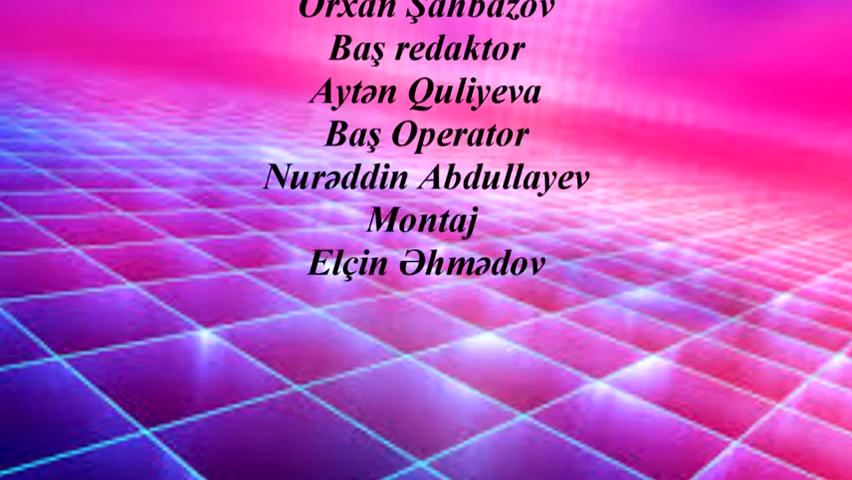 Orxan Şahbazov
Baş redaktor
Aytən Quliyeva
Baş Operator
Nurəddin Abdullayev
Montaj
Elçin Əhmədov